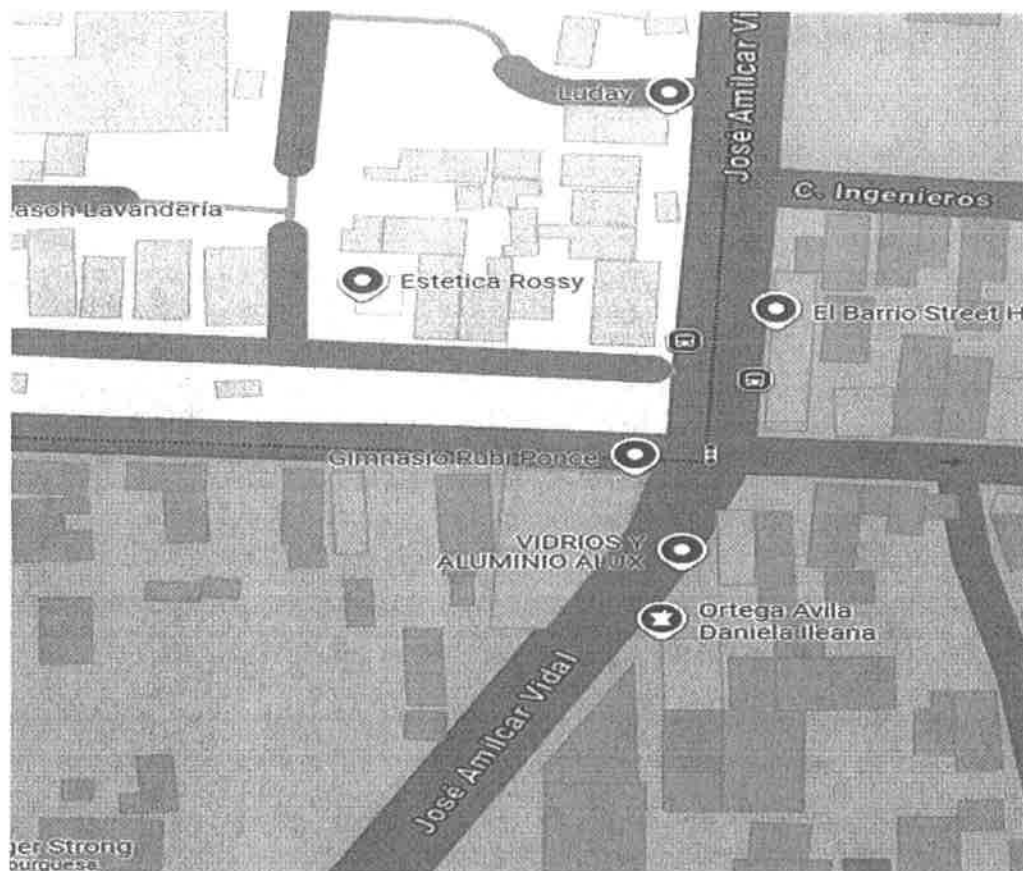 José Amilcar Vi
Luday
C. Ingenieros
Lavandería
Estetica Rossy
El Barrio Street H
Gimnasio Rubi Ponce
VIDRIOS Y
ALUMINIO ALUX
Ortega Avila
Daniela Ileana
José Amilcar Vidal
ger Strong
ourguesa